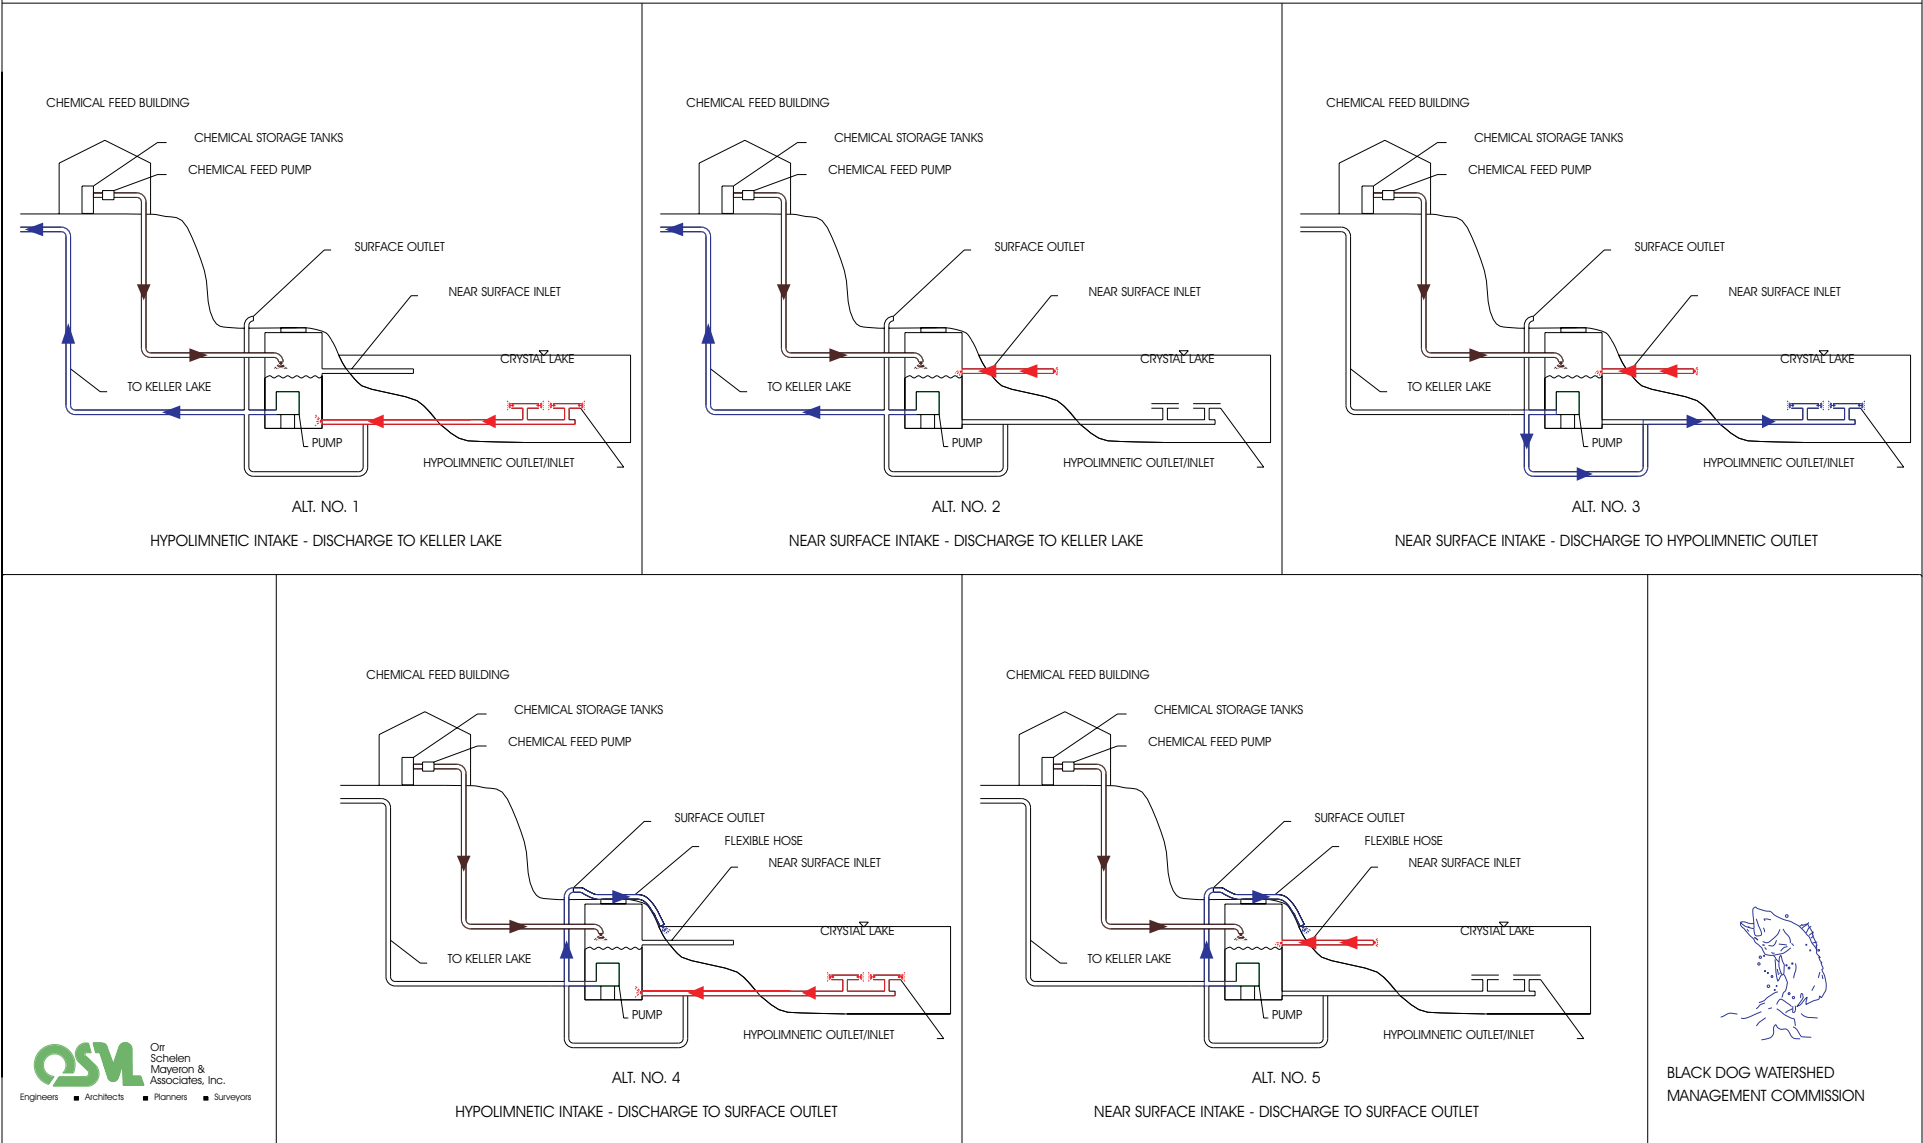 CHEMICAL FEED BUILDING
CHEMICAL STORAGE TANKS
CHEMICAL FEED PUMP
SURFACE OUTLET
NEAR SURFACE INLET
CRYSTAL LAKE
TO KELLER LAKE
PUMP
HYPOLIMNETIC OUTLET/INLET
ALT. NO. 1
HYPOLIMNETIC INTAKE - DISCHARGE TO KELLER LAKE
CHEMICAL FEED BUILDING
CHEMICAL STORAGE TANKS
CHEMICAL FEED PUMP
SURFACE OUTLET
NEAR SURFACE INLET
CRYSTAL LAKE
TO KELLER LAKE
PUMP
HYPOLIMNETIC OUTLET/INLET
ALT. NO. 2
NEAR SURFACE INTAKE - DISCHARGE TO KELLER LAKE
CHEMICAL FEED BUILDING
CHEMICAL STORAGE TANKS
CHEMICAL FEED PUMP
SURFACE OUTLET
NEAR SURFACE INLET
CRYSTAL LAKE
TO KELLER LAKE
PUMP
HYPOLIMNETIC OUTLET/INLET
ALT. NO. 3
NEAR SURFACE INTAKE - DISCHARGE TO HYPOLIMNETIC OUTLET
OSM
Orr
Schelen
Mayeron &
Associates, Inc.
Engineers ■ Architects ■ Planners ■ Surveyors
CHEMICAL FEED BUILDING
CHEMICAL STORAGE TANKS
CHEMICAL FEED PUMP
SURFACE OUTLET
FLEXIBLE HOSE
NEAR SURFACE INLET
CRYSTAL LAKE
TO KELLER LAKE
PUMP
HYPOLIMNETIC OUTLET/INLET
ALT. NO. 4
HYPOLIMNETIC INTAKE - DISCHARGE TO SURFACE OUTLET
CHEMICAL FEED BUILDING
CHEMICAL STORAGE TANKS
CHEMICAL FEED PUMP
SURFACE OUTLET
FLEXIBLE HOSE
NEAR SURFACE INLET
CRYSTAL LAKE
TO KELLER LAKE
PUMP
HYPOLIMNETIC OUTLET/INLET
ALT. NO. 5
NEAR SURFACE INTAKE - DISCHARGE TO SURFACE OUTLET
BLACK DOG WATERSHED
MANAGEMENT COMMISSION